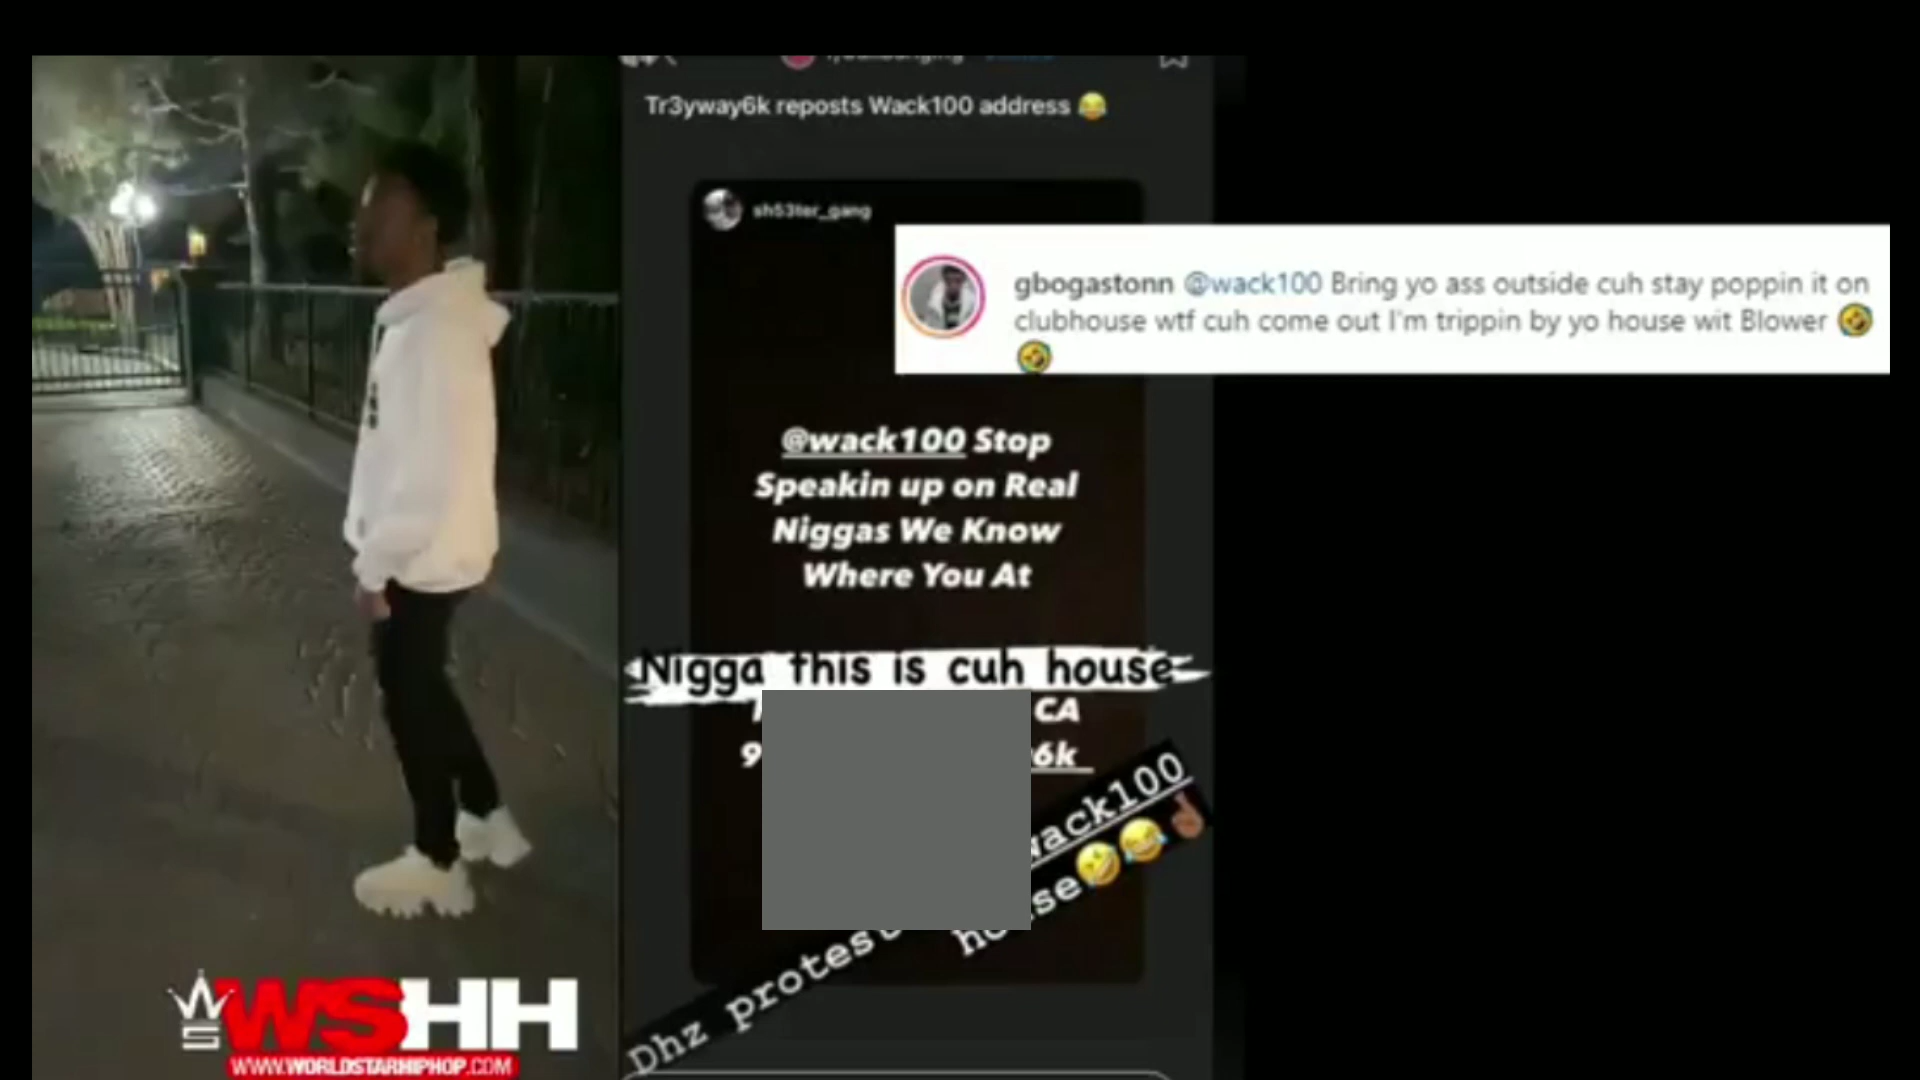 Tr3yway6k reposts Wack100 address 😂
sh53ter_gang
gbogastonn @wack100 Bring yo ass outside cuh stay poppin it on
clubhouse wtf cuh come out I'm trippin by yo house wit Blower 🤣
🤣
@wack100 Stop
Speakin up on Real
Niggas We Know
Where You At
Nigga this is cuh house
CA
9
6k_
Dhz protest wack100
house🤣😂🤞🏾
WS
WSHH
WWW.WORLDSTARHIPHOP.COM